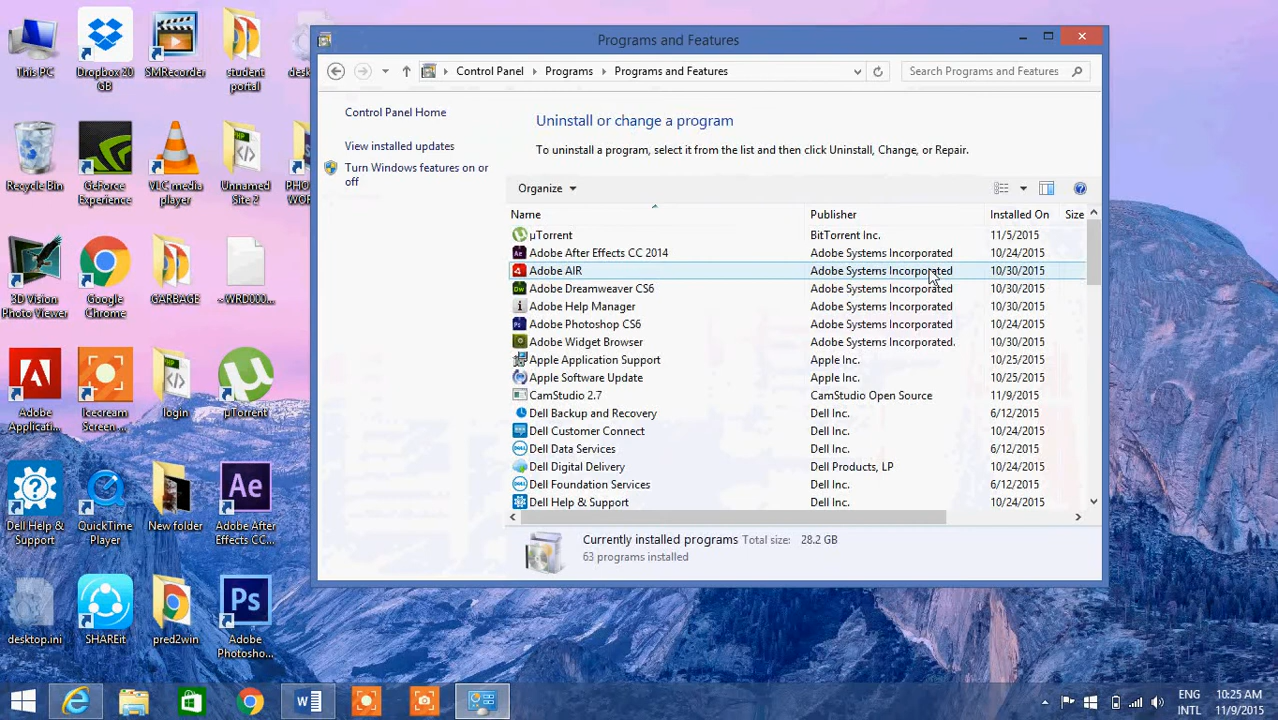 This PC
Dropbox 20 GB
SMRecorder
student portal
Recycle Bin
GeForce Experience
VLC media player
Unnamed Site 2
3D Vision Photo Viewer
Google Chrome
GARBAGE
~WRD000...
Adobe Applicati...
Icecream Screen ...
login
µTorrent
Dell Help & Support
QuickTime Player
New folder
Adobe After Effects CC...
desktop.ini
SHAREit
pred2win
Adobe Photosho...
Programs and Features
Control Panel Programs Programs and Features
Search Programs and Features
Control Panel Home
View installed updates
Turn Windows features on or off
Uninstall or change a program
To uninstall a program, select it from the list and then click Uninstall, Change, or Repair.
Organize
Name Publisher Installed On Size
µTorrent BitTorrent Inc. 11/5/2015
Adobe After Effects CC 2014 Adobe Systems Incorporated 10/24/2015
Adobe AIR Adobe Systems Incorporated 10/30/2015
Adobe Dreamweaver CS6 Adobe Systems Incorporated 10/30/2015
Adobe Help Manager Adobe Systems Incorporated 10/30/2015
Adobe Photoshop CS6 Adobe Systems Incorporated 10/24/2015
Adobe Widget Browser Adobe Systems Incorporated. 10/30/2015
Apple Application Support Apple Inc. 10/25/2015
Apple Software Update Apple Inc. 10/25/2015
CamStudio 2.7 CamStudio Open Source 11/9/2015
Dell Backup and Recovery Dell Inc. 6/12/2015
Dell Customer Connect Dell Inc. 10/24/2015
Dell Data Services Dell Inc. 6/12/2015
Dell Digital Delivery Dell Products, LP 10/24/2015
Dell Foundation Services Dell Inc. 6/12/2015
Dell Help & Support Dell Inc. 10/24/2015
Currently installed programs Total size: 28.2 GB
63 programs installed
ENG 10:25 AM
INTL 11/9/2015